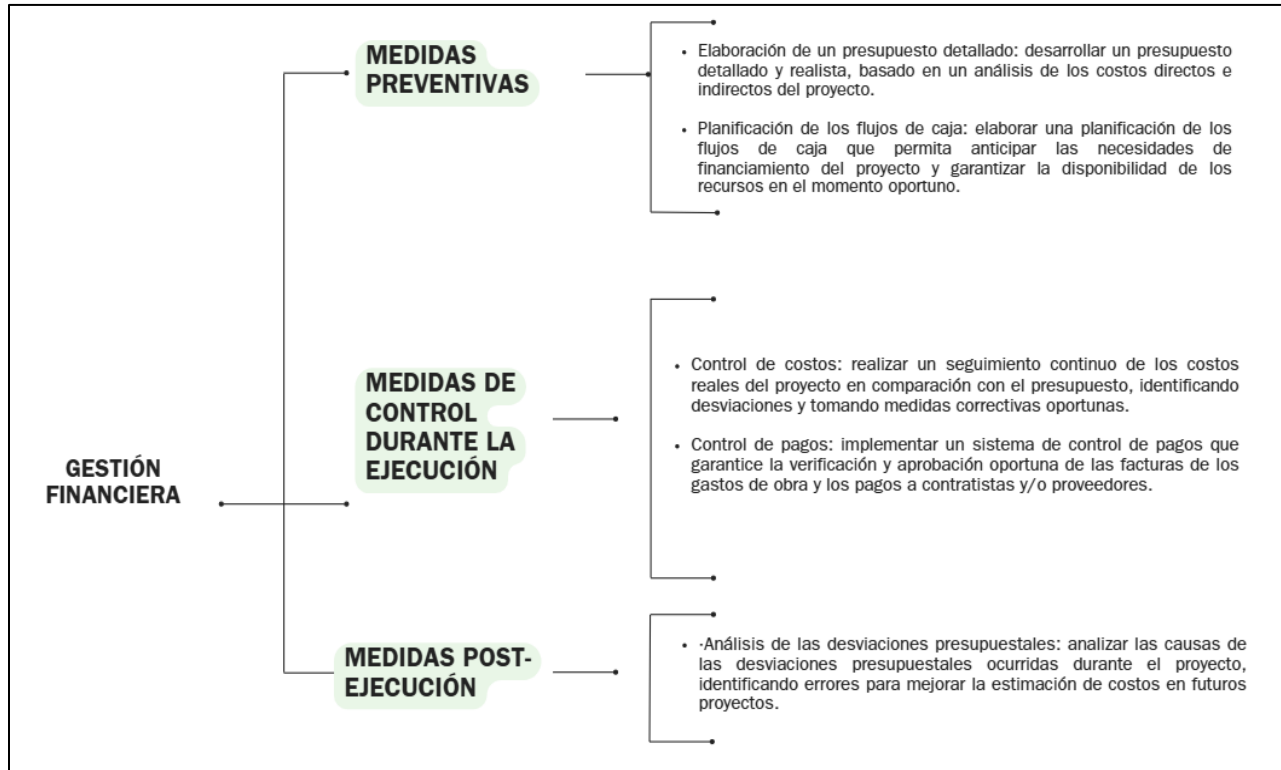 MEDIDAS
PREVENTIVAS
• Elaboración de un presupuesto detallado: desarrollar un presupuesto
detallado y realista, basado en un análisis de los costos directos e
indirectos del proyecto.
• Planificación de los flujos de caja: elaborar una planificación de los
flujos de caja que permita anticipar las necesidades de
financiamiento del proyecto y garantizar la disponibilidad de los
recursos en el momento oportuno.
MEDIDAS DE
CONTROL
DURANTE LA
EJECUCIÓN
• Control de costos: realizar un seguimiento continuo de los costos
reales del proyecto en comparación con el presupuesto, identificando
desviaciones y tomando medidas correctivas oportunas.
• Control de pagos: implementar un sistema de control de pagos que
garantice la verificación y aprobación oportuna de las facturas de los
gastos de obra y los pagos a contratistas y/o proveedores.
GESTIÓN
FINANCIERA
MEDIDAS POST-
EJECUCIÓN
• -Análisis de las desviaciones presupuestales: analizar las causas de
las desviaciones presupuestales ocurridas durante el proyecto,
identificando errores para mejorar la estimación de costos en futuros
proyectos.